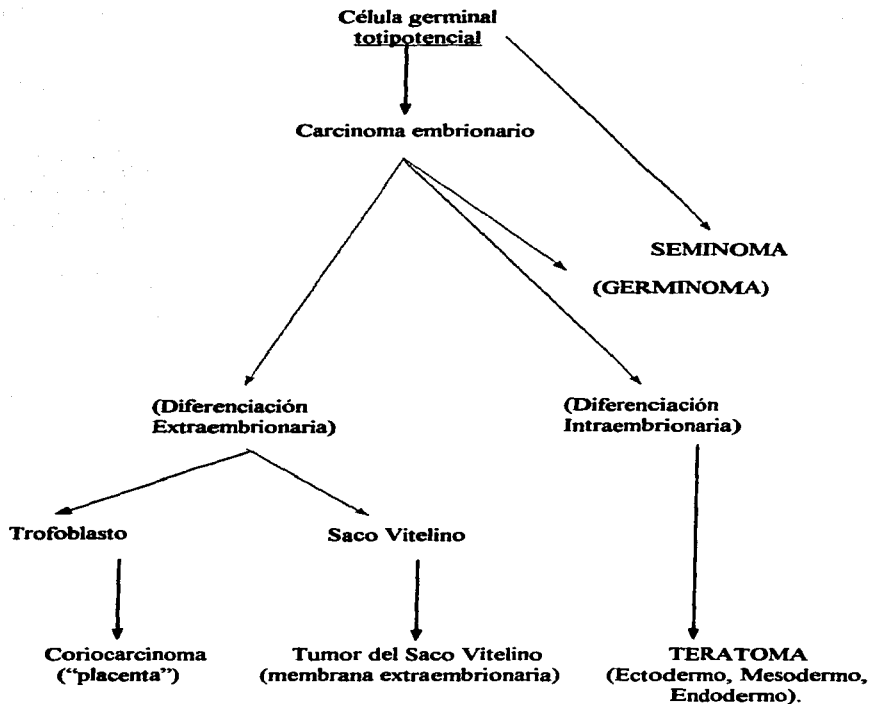 Célula germinal
totipotencial
Carcinoma embrionario
SEMINOMA
(GERMINOMA)
(Diferenciación
Extraembrionaria)
(Diferenciación
Intraembrionaria)
Trofoblasto
Saco Vitelino
Coriocarcinoma
(“placenta”)
Tumor del Saco Vitelino
(membrana extraembrionaria)
TERATOMA
(Ectodermo, Mesodermo,
Endodermo).